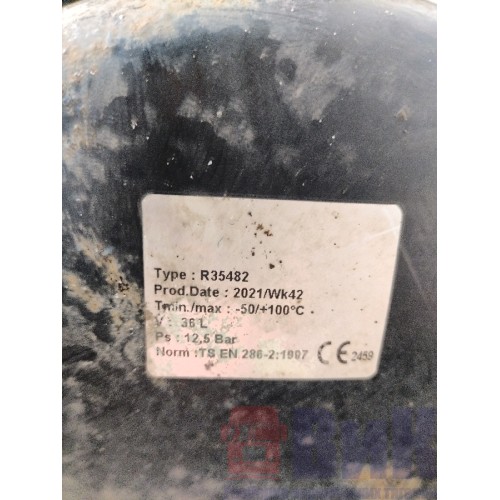 Type : R35482
Prod.Date : 2021/Wk42
Tmin./max : -50/+100°C
V : 36 L
Ps : 12,5 Bar
Norm :TS EN 286-2:1997
CE 2459